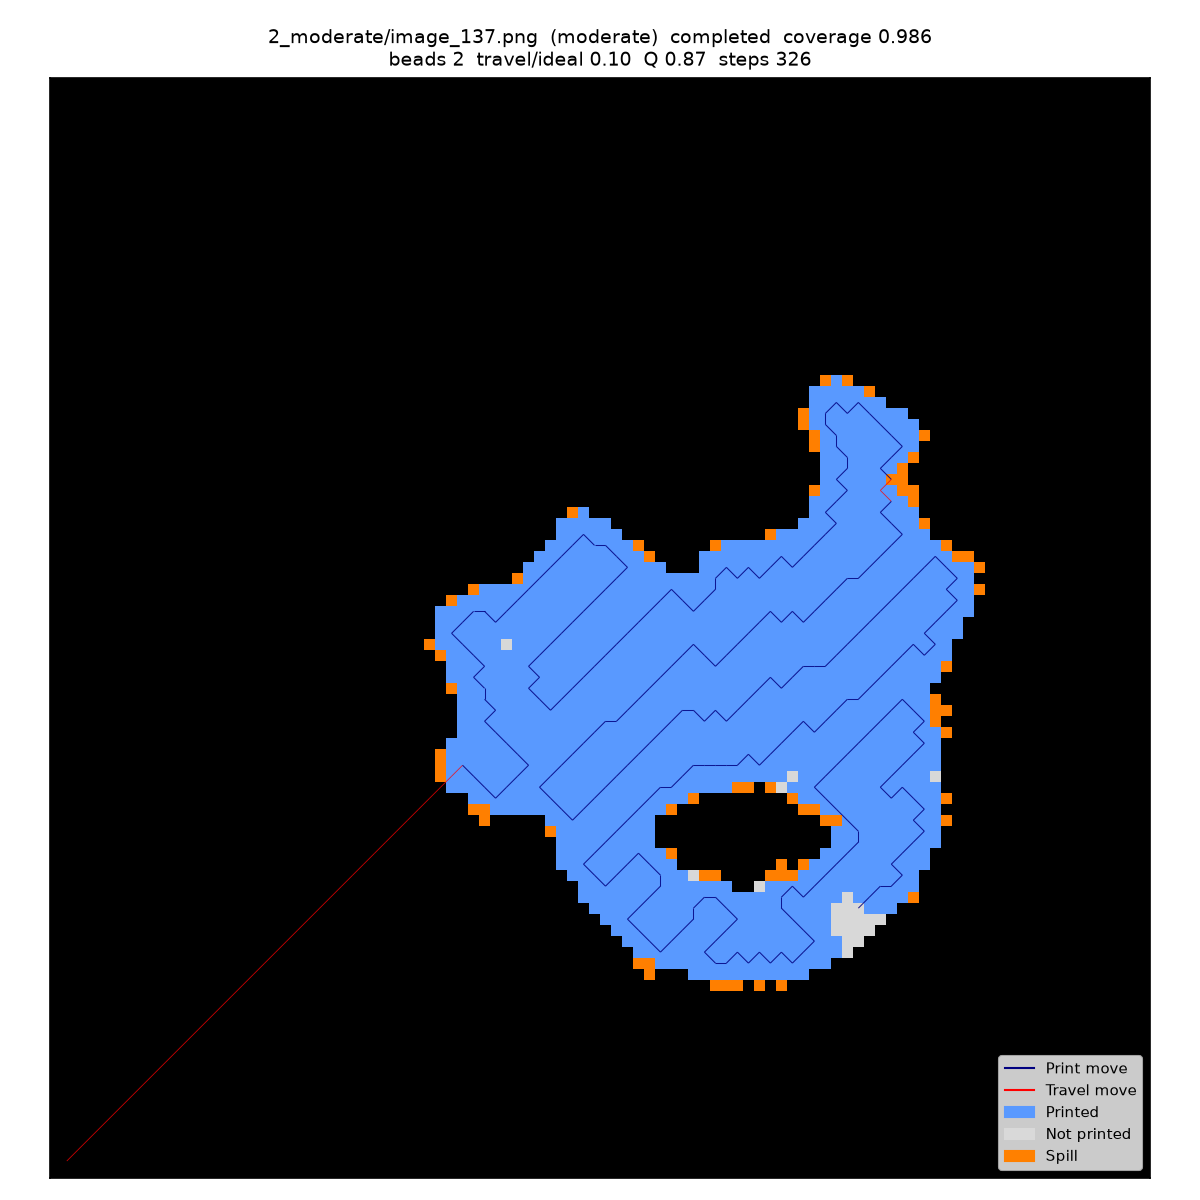 2_moderate/image_137.png  (moderate)  completed  coverage 0.986
beads 2  travel/ideal 0.10  Q 0.87  steps 326
Print move
Travel move
Printed
Not printed
Spill